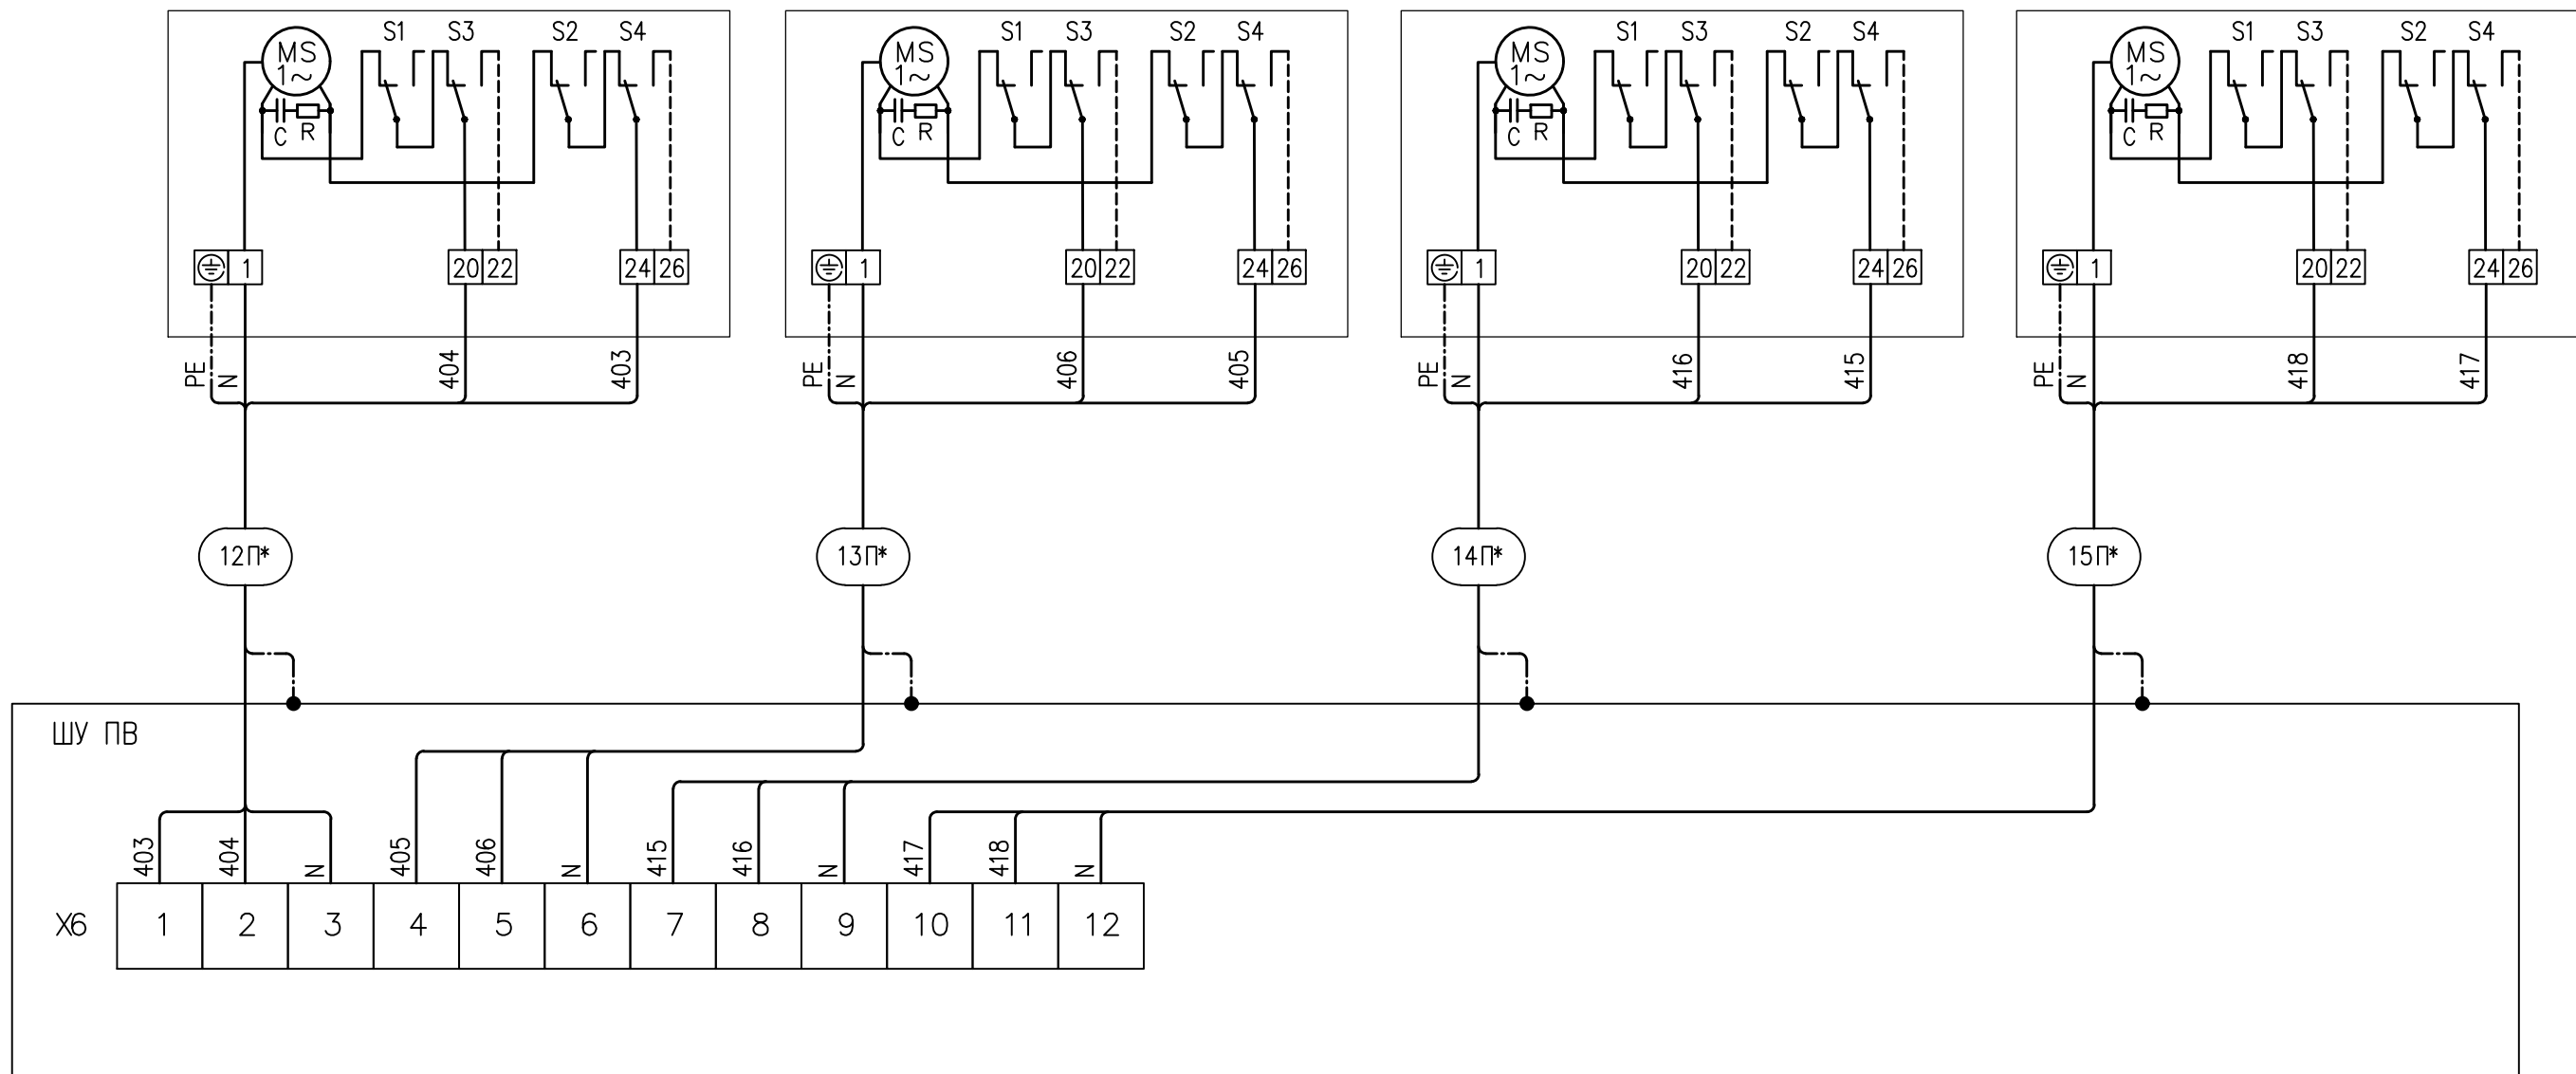 S1 S3 S2 S4 S1 S3 S2 S4 S1 S3 S2 S4 S1 S3 S2 S4
MS MS MS MS
1~ 1~ 1~ 1~
C R C R C R C R
1 20 22 24 26 1 20 22 24 26 1 20 22 24 26 1 20 22 24 26
PE N 404 403 PE N 406 405 PE N 416 415 PE N 418 417
12П* 13П* 14П* 15П*
ШУ ПВ
403 404 N 405 406 N 415 416 N 417 418 N
X6 1 2 3 4 5 6 7 8 9 10 11 12